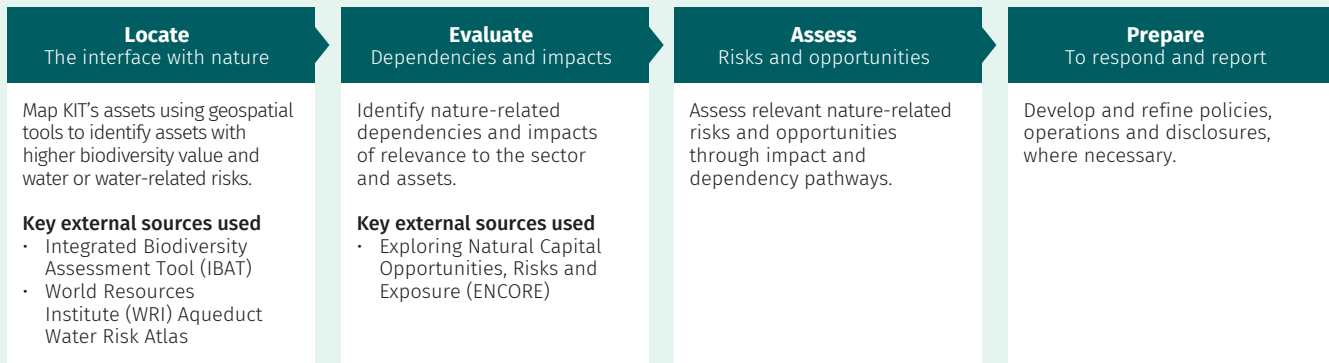 Locate
The interface with nature
Map KIT's assets using geospatial
tools to identify assets with
higher biodiversity value and
water or water-related risks.
Key external sources used
• Integrated Biodiversity
Assessment Tool (IBAT)
• World Resources
Institute (WRI) Aqueduct
Water Risk Atlas
Evaluate
Dependencies and impacts
Identify nature-related
dependencies and impacts
of relevance to the sector
and assets.
Key external sources used
• Exploring Natural Capital
Opportunities, Risks and
Exposure (ENCORE)
Assess
Risks and opportunities
Assess relevant nature-related
risks and opportunities
through impact and
dependency pathways.
Prepare
To respond and report
Develop and refine policies,
operations and disclosures,
where necessary.